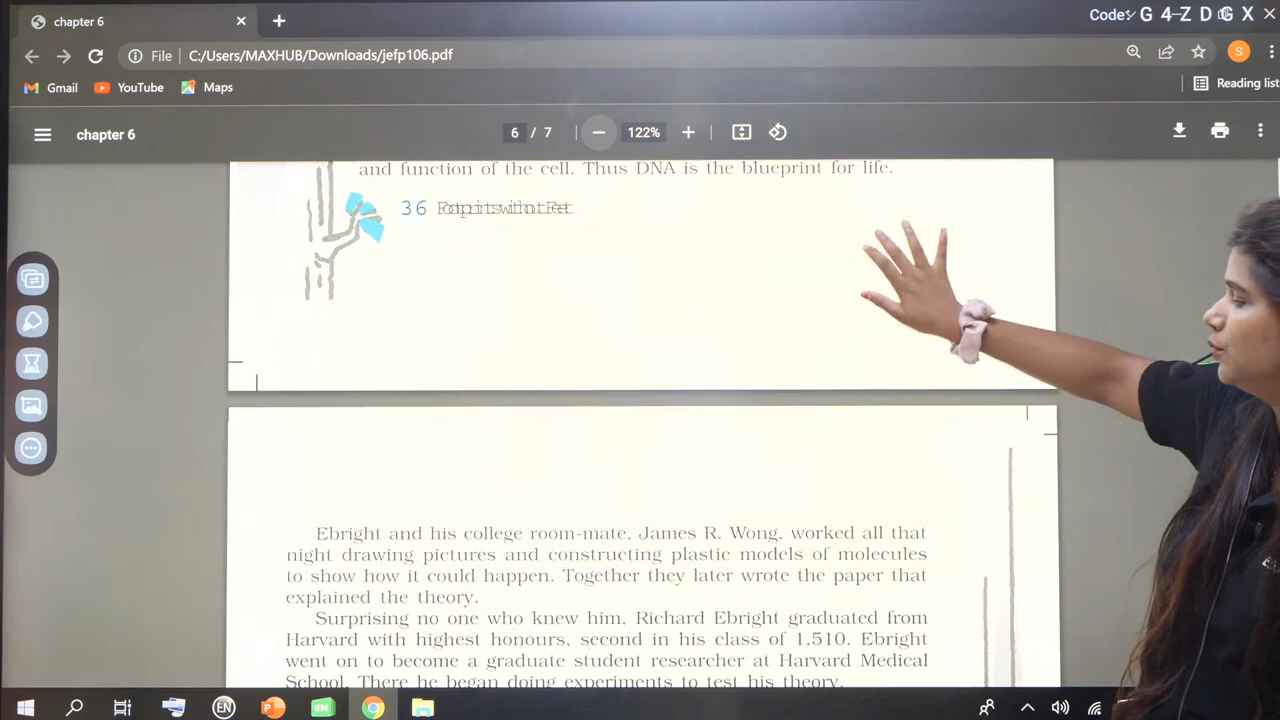 chapter 6
Code: G 4-Z D G X
File C:/Users/MAXHUB/Downloads/jefp106.pdf
S
Gmail YouTube Maps Reading list
chapter 6
6 / 7 122%
and function of the cell. Thus DNA is the blueprint for life.
36 Footprints without Feet
Ebright and his college room-mate, James R. Wong, worked all that
night drawing pictures and constructing plastic models of molecules
to show how it could happen. Together they later wrote the paper that
explained the theory.
Surprising no one who knew him, Richard Ebright graduated from
Harvard with highest honours, second in his class of 1,510. Ebright
went on to become a graduate student researcher at Harvard Medical
School. There he began doing experiments to test his theory.
EN P EN